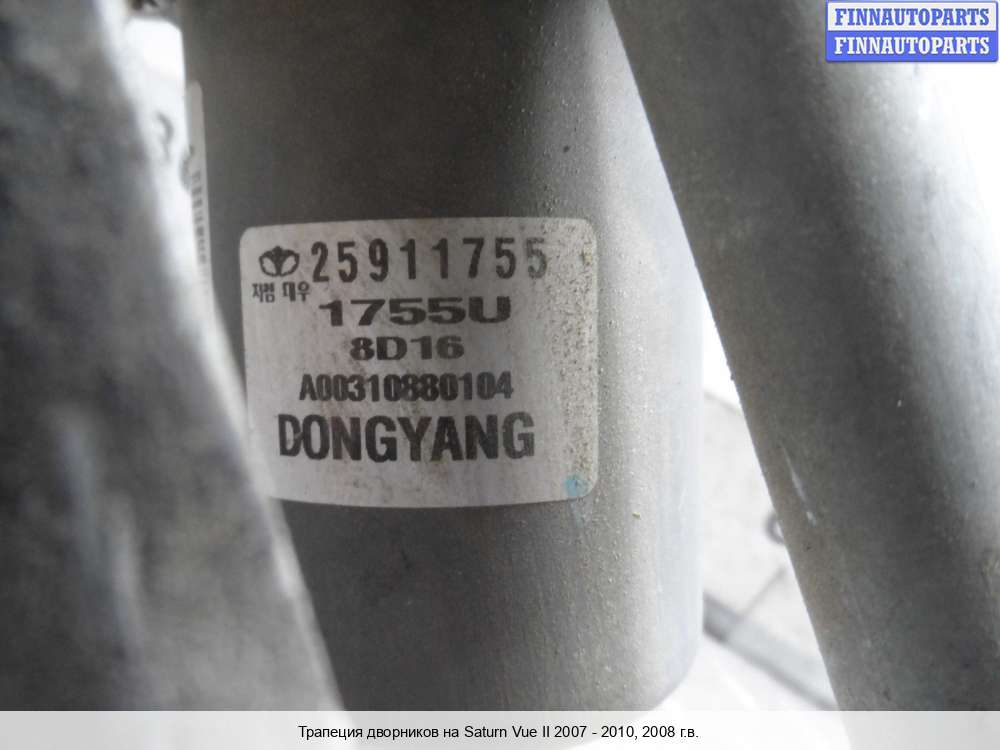 FINNAUTOPARTS
FINNAUTOPARTS
25911755
지엠 대우
1755U
8D16
A00310880104
DONGYANG
Трапеция дворников на Saturn Vue II 2007 - 2010, 2008 г.в.